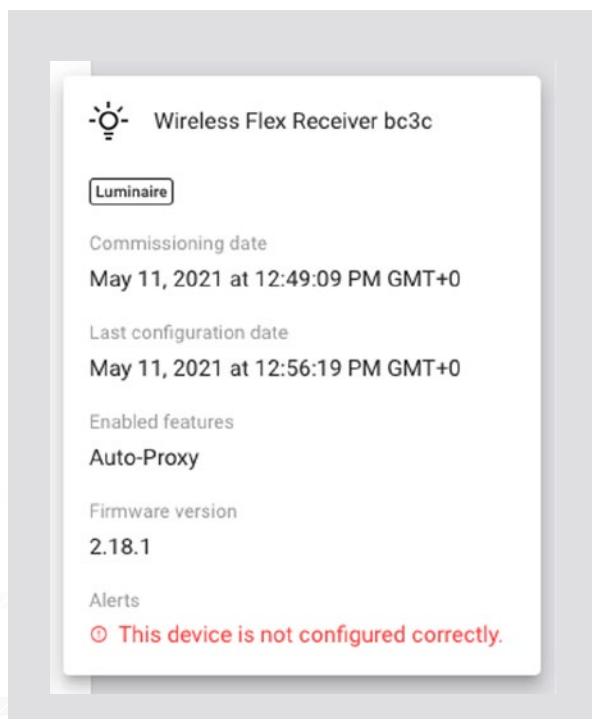 Wireless Flex Receiver bc3c
Luminaire
Commissioning date
May 11, 2021 at 12:49:09 PM GMT+0
Last configuration date
May 11, 2021 at 12:56:19 PM GMT+0
Enabled features
Auto-Proxy
Firmware version
2.18.1
Alerts
This device is not configured correctly.